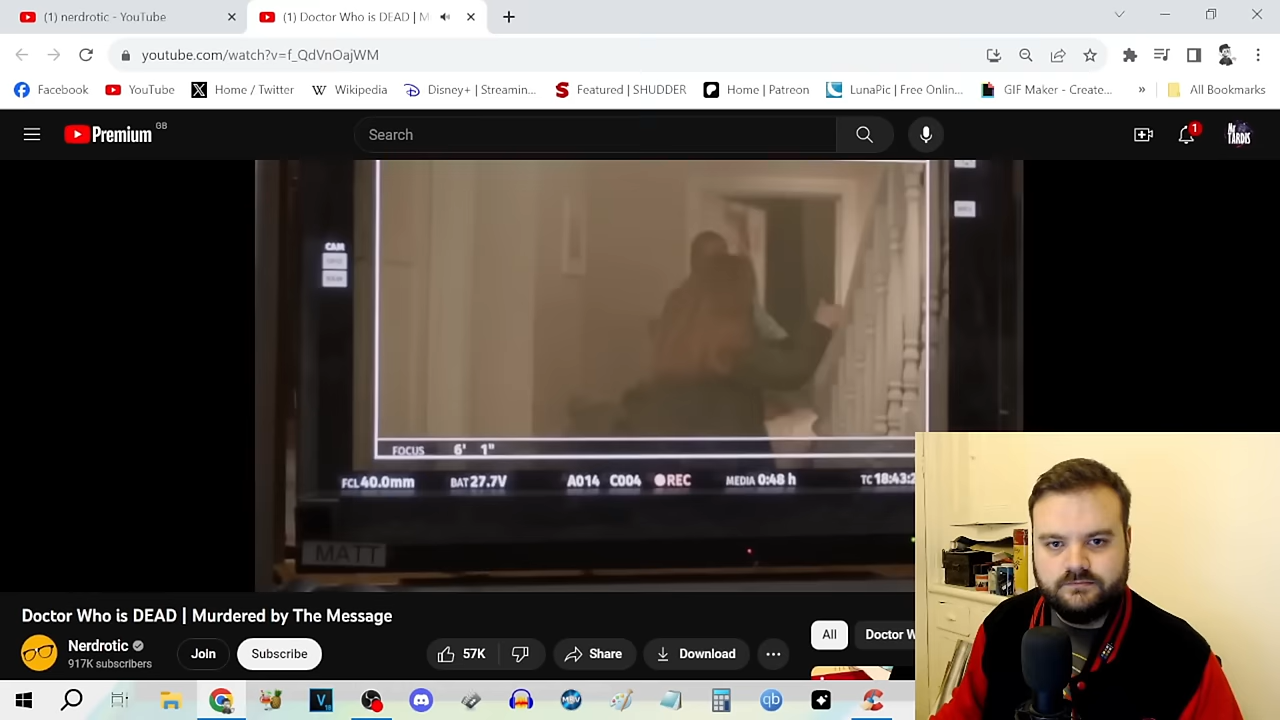 (1) nerdrotic - YouTube
(1) Doctor Who is DEAD | M
youtube.com/watch?v=f_QdVnOajWM
Facebook
YouTube
Home / Twitter
Wikipedia
Disney+ | Streamin...
Featured | SHUDDER
Home | Patreon
LunaPic | Free Onlin...
GIF Maker - Create...
»
All Bookmarks
Premium GB
Search
1
MR TARDIS
CAM
FOCUS 6' 1"
FCL 40.0mm BAT 27.7V A014 C004 REC MEDIA 0:48 h TC 18:43:2
MATT
Doctor Who is DEAD | Murdered by The Message
Nerdrotic
917K subscribers
Join
Subscribe
57K
Share
Download
All
Doctor W